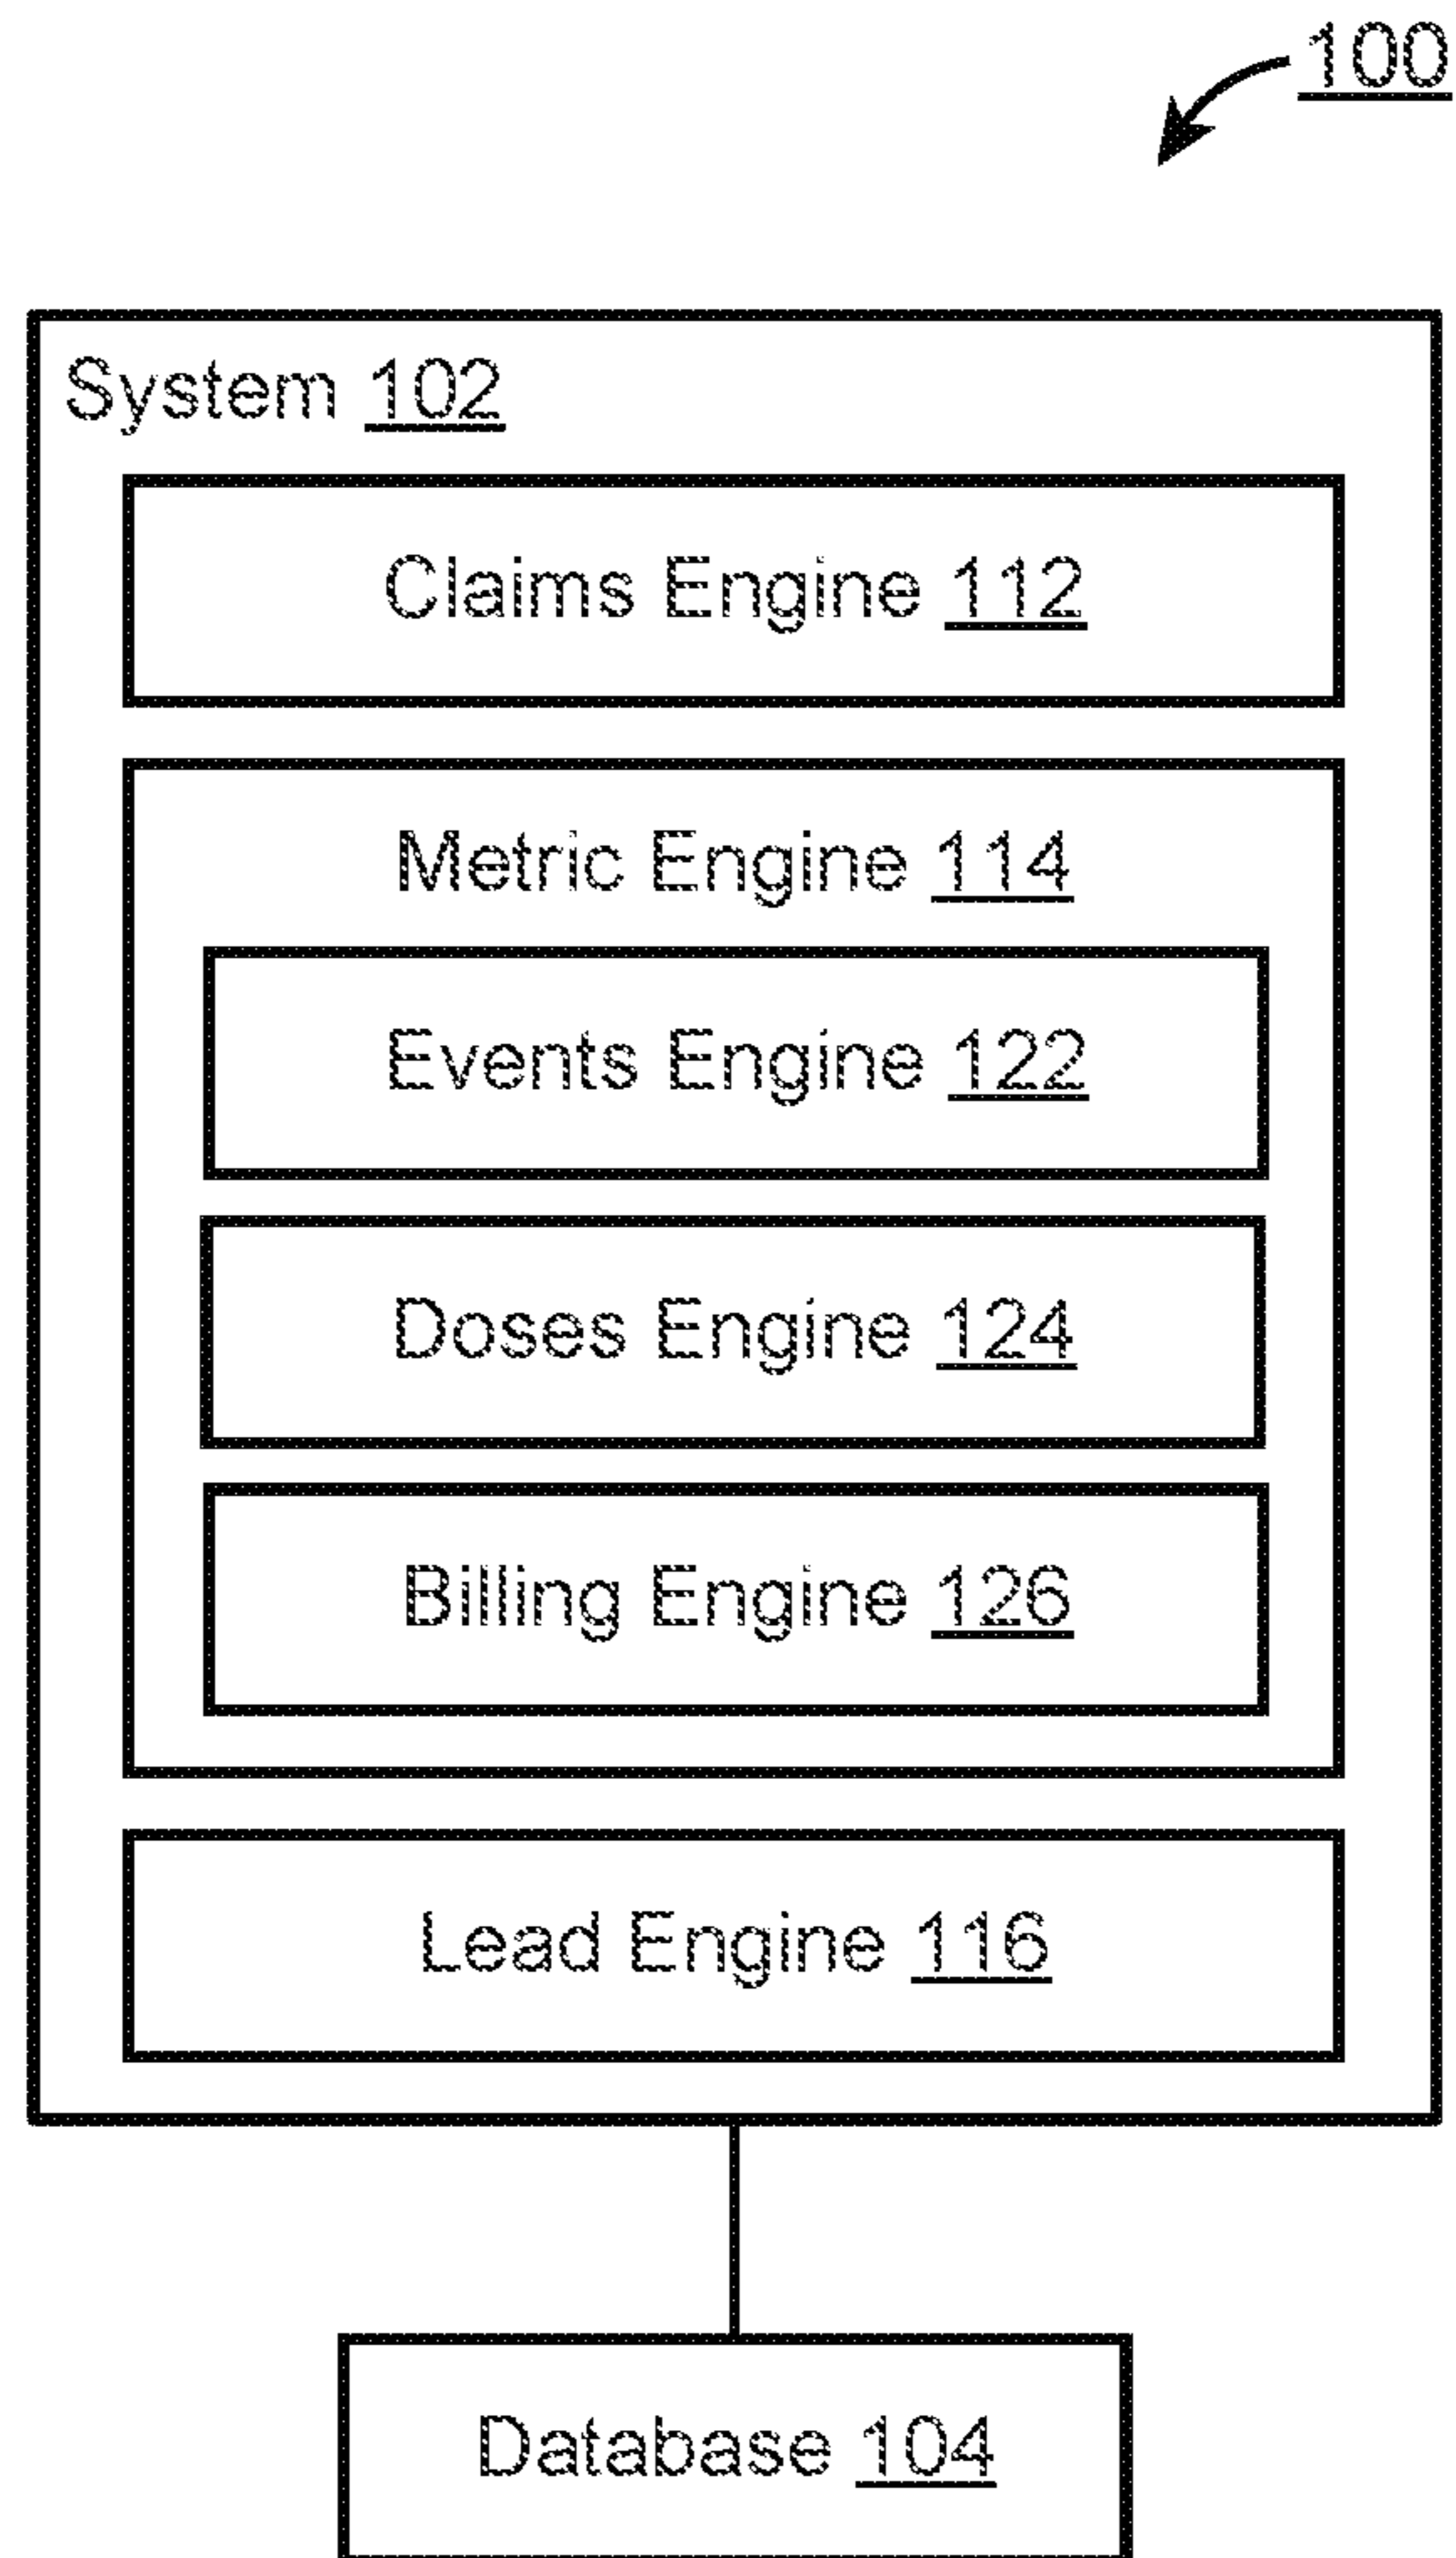 100
System 102
Claims Engine 112
Metric Engine 114
Events Engine 122
Doses Engine 124
Billing Engine 126
Lead Engine 116
Database 104